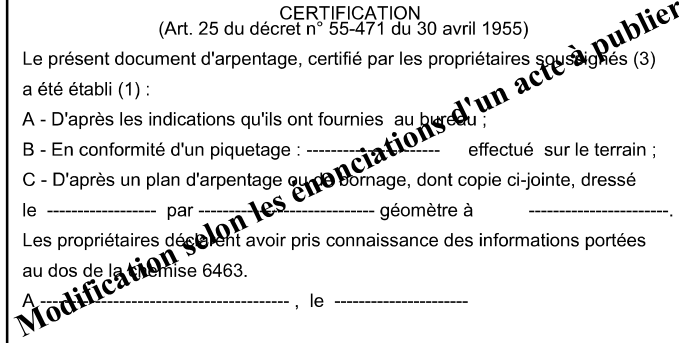 CERTIFICATION
(Art. 25 du décret n° 55-471 du 30 avril 1955)
Le présent document d'arpentage, certifié par les propriétaires soussignés (3)
a été établi (1) :
A - D'après les indications qu'ils ont fournies au bureau ;
B - En conformité d'un piquetage : ---------------------- effectué sur le terrain ;
C - D'après un plan d'arpentage ou de bornage, dont copie ci-jointe, dressé
le ------------------ par ----------------------------- géomètre à -----------------------.
Les propriétaires déclarent avoir pris connaissance des informations portées
au dos de la chemise 6463.
A ----------------------------------------- , le ----------------------
Modification selon les énonciations d'un acte à publier